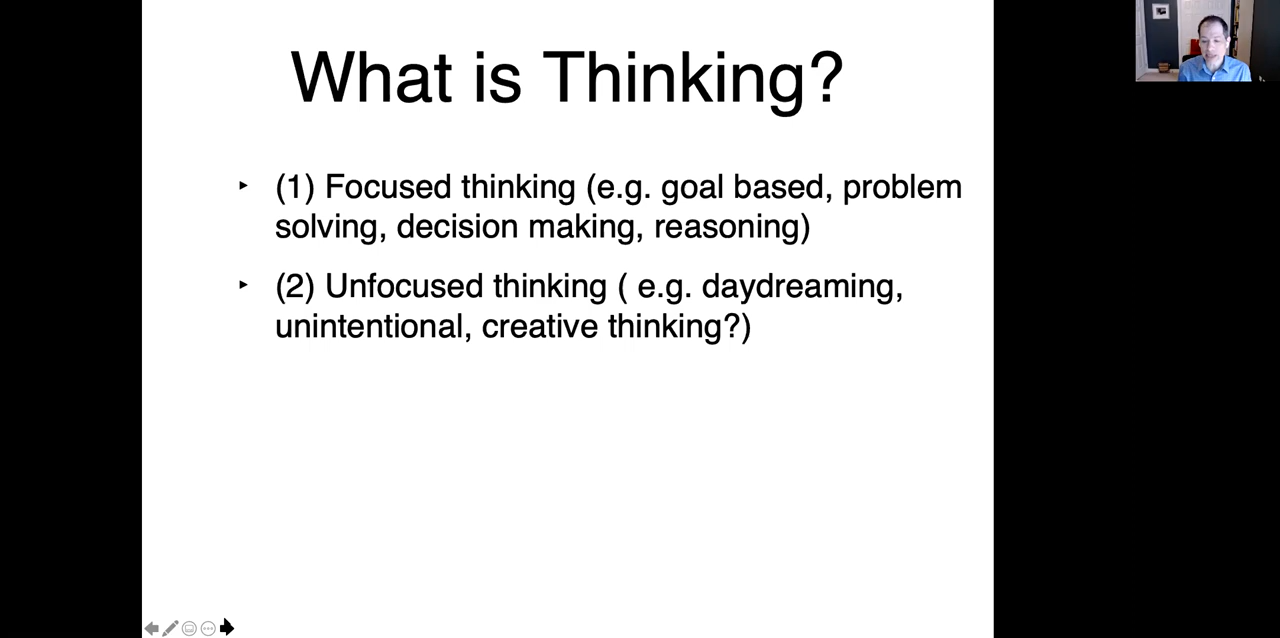 What is Thinking?
(1) Focused thinking (e.g. goal based, problem
solving, decision making, reasoning)
(2) Unfocused thinking ( e.g. daydreaming,
unintentional, creative thinking?)